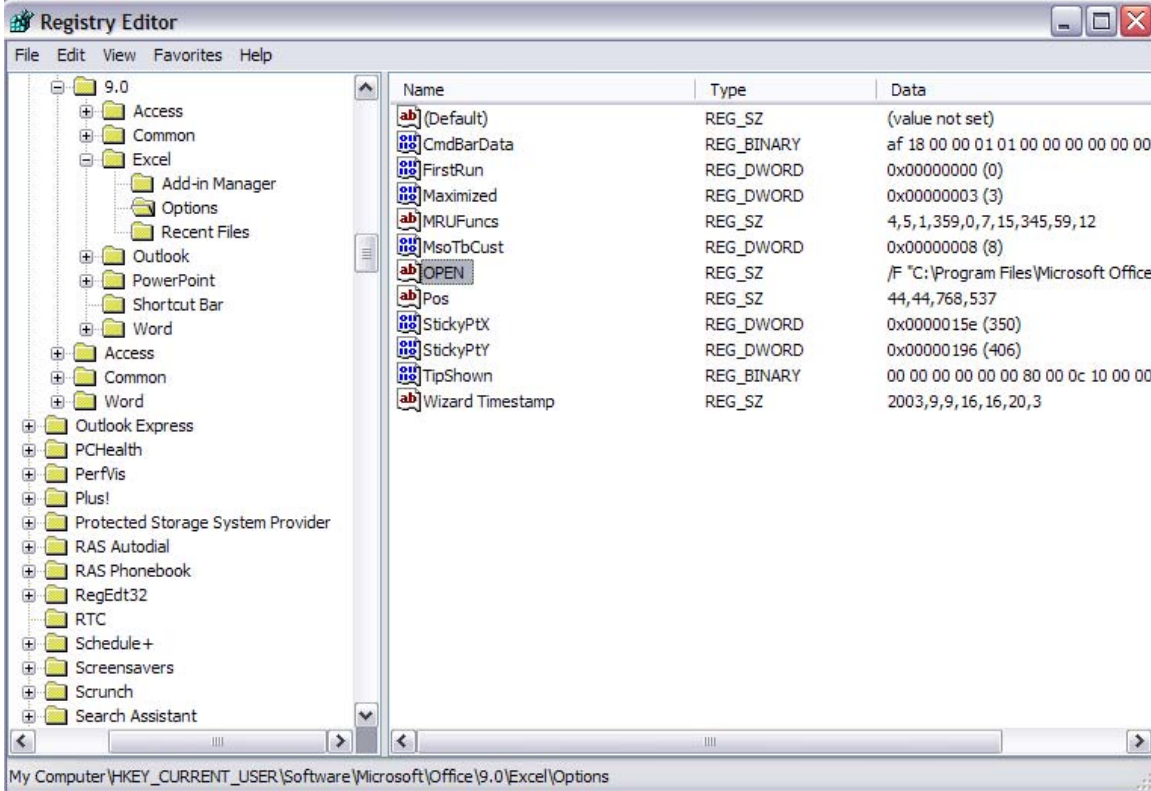 Registry Editor
File Edit View Favorites Help
9.0
Access
Common
Excel
Add-in Manager
Options
Recent Files
Outlook
PowerPoint
Shortcut Bar
Word
Access
Common
Word
Outlook Express
PCHealth
PerfVis
Plus!
Protected Storage System Provider
RAS Autodial
RAS Phonebook
RegEdt32
RTC
Schedule+
Screensavers
Scrunch
Search Assistant
Name Type Data
(Default) REG_SZ (value not set)
CmdBarData REG_BINARY af 18 00 00 01 01 00 00 00 00 00 00
FirstRun REG_DWORD 0x00000000 (0)
Maximized REG_DWORD 0x00000003 (3)
MRUFuncs REG_SZ 4,5,1,359,0,7,15,345,59,12
MsoTbCust REG_DWORD 0x00000008 (8)
OPEN REG_SZ /F "C:\Program Files\Microsoft Office
Pos REG_SZ 44,44,768,537
StickyPtX REG_DWORD 0x0000015e (350)
StickyPtY REG_DWORD 0x00000196 (406)
TipShown REG_BINARY 00 00 00 00 00 00 80 00 0c 10 00 00
Wizard Timestamp REG_SZ 2003,9,9,16,16,20,3
My Computer\HKEY_CURRENT_USER\Software\Microsoft\Office\9.0\Excel\Options